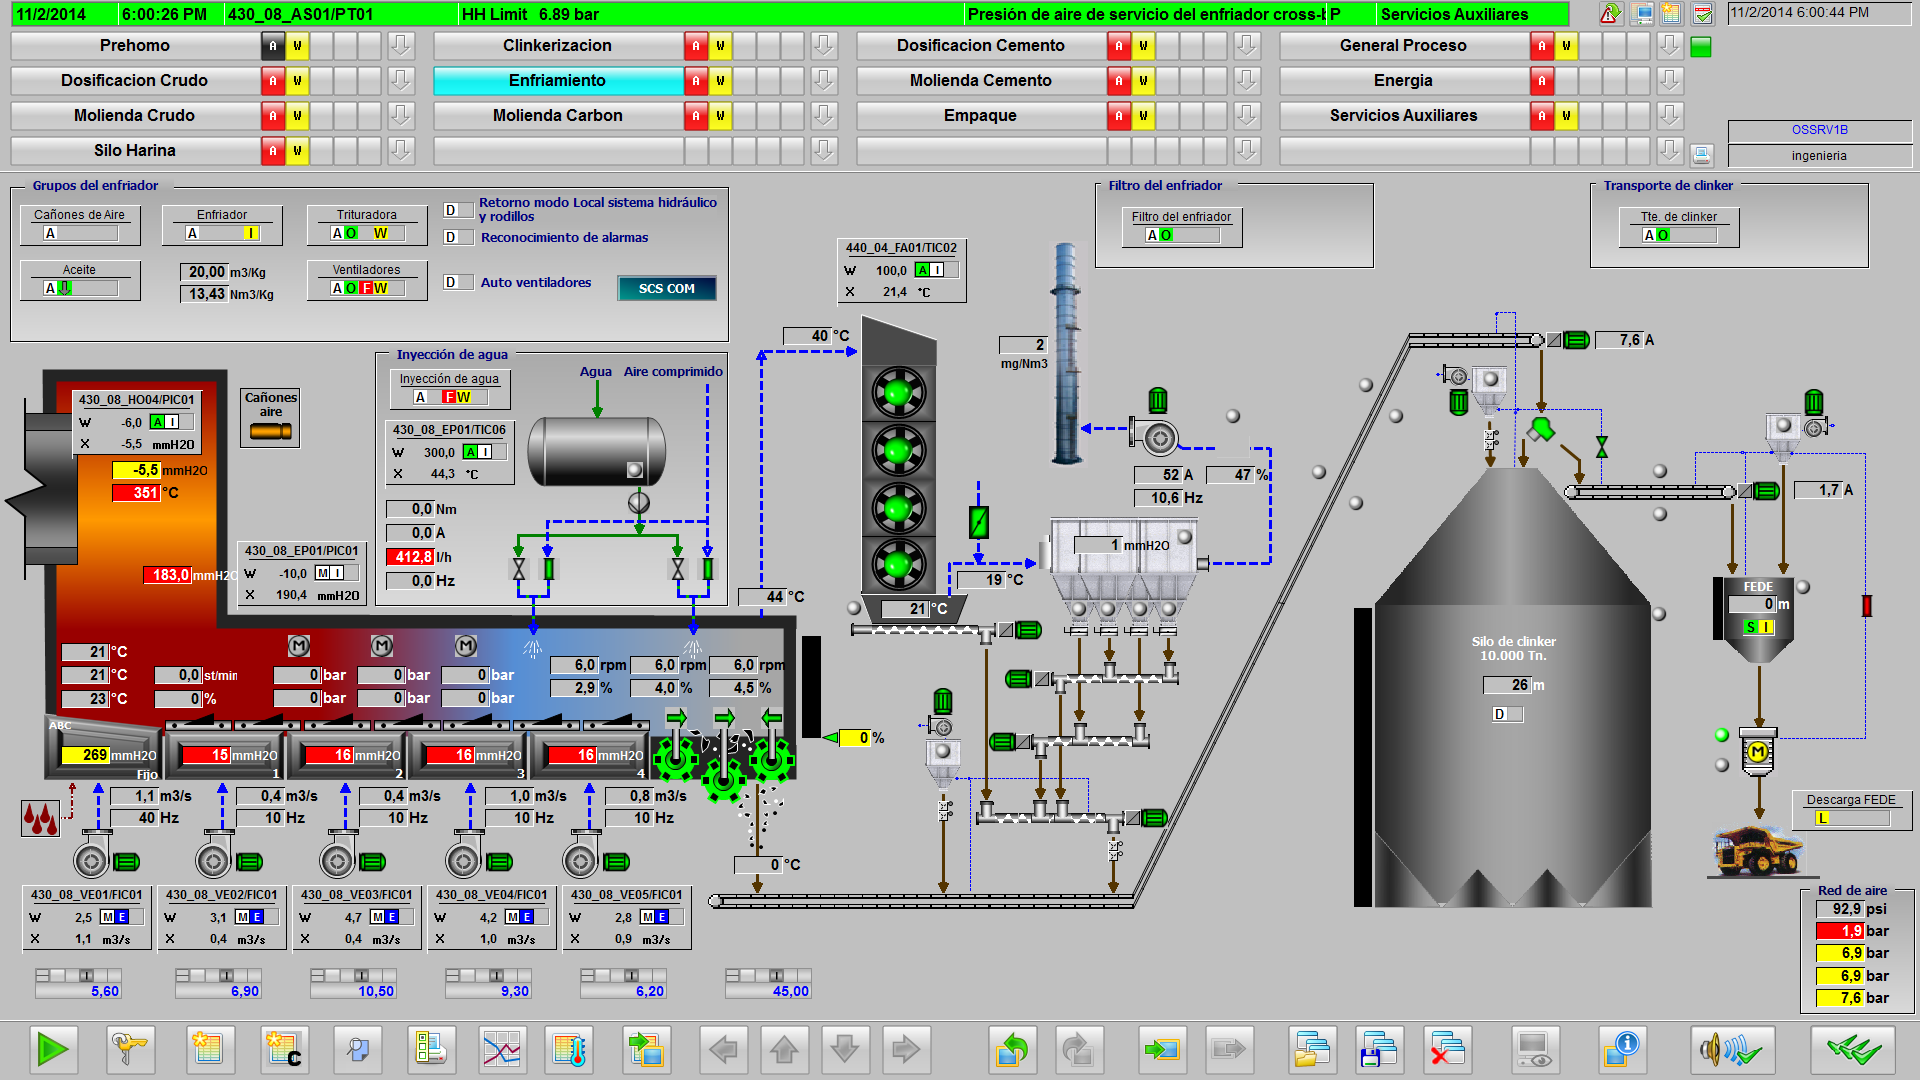 11/2/2014 6:00:26 PM 430_08_AS01/PT01 HH Limit 6.89 bar Presión de aire de servicio del enfriador cross-b P Servicios Auxiliares
11/2/2014 6:00:44 PM
Prehomo A W Clinkerizacion A W Dosificacion Cemento A W General Proceso A W
Dosificacion Crudo A W Enfriamiento A W Molienda Cemento A W Energia A
Molienda Crudo A W Molienda Carbon A W Empaque A W Servicios Auxiliares A W
Silo Harina A W
OSSRV1B
ingenieria
Grupos del enfriador
Cañones de Aire
A
Enfriador
A I
Trituradora
A O W
D Retorno modo Local sistema hidráulico
y rodillos
D Reconocimiento de alarmas
Aceite
A
20,00 m3/Kg
13,43 Nm3/Kg
Ventiladores
A O F W
D Auto ventiladores
SCS COM
Filtro del enfriador
Filtro del enfriador
A O
Transporte de clinker
Tte. de clinker
A O
440_04_FA01/TIC02
W 100,0 A I
X 21,4 °C
40 °C
2
mg/Nm3
7,6 A
Inyección de agua
Inyección de agua
A F W
Agua Aire comprimido
430_08_EP01/TIC06
W 300,0 A I
X 44,3 °C
0,0 Nm
0,0 A
412,8 l/h
0,0 Hz
430_08_HO04/PIC01
W -6,0 A I
X -5,5 mmH2O
-5,5 mmH2O
351 °C
Cañones
aire
183,0 mmH2O
430_08_EP01/PIC01
W -10,0 M I
X 190,4 mmH2O
52 A 47 %
10,6 Hz
1 mmH2O
19 °C
44 °C
21 °C
1,7 A
FEDE
0 m
S I
Silo de clinker
10.000 Tn.
26 m
D
21 °C
21 °C
23 °C
0,0 st/min
0 %
M M M
0 bar 0 bar 0 bar
0 bar 0 bar 0 bar
6,0 rpm 6,0 rpm 6,0 rpm
2,9 % 4,0 % 4,5 %
0 %
ABC
269 mmH2O
Fijo
15 mmH2O
1
16 mmH2O
2
16 mmH2O
3
16 mmH2O
4
1,1 m3/s 0,4 m3/s 0,4 m3/s 1,0 m3/s 0,8 m3/s
40 Hz 10 Hz 10 Hz 10 Hz 10 Hz
0 °C
M
Descarga FEDE
L
430_08_VE01/FIC01
W 2,5 M E
X 1,1 m3/s
430_08_VE02/FIC01
W 3,1 M E
X 0,4 m3/s
430_08_VE03/FIC01
W 4,7 M E
X 0,4 m3/s
430_08_VE04/FIC01
W 4,2 M E
X 1,0 m3/s
430_08_VE05/FIC01
W 2,8 M E
X 0,9 m3/s
I I I I I I
5,60 6,90 10,50 9,30 6,20 45,00
Red de aire
92,9 psi
1,9 bar
6,9 bar
6,9 bar
7,6 bar
C